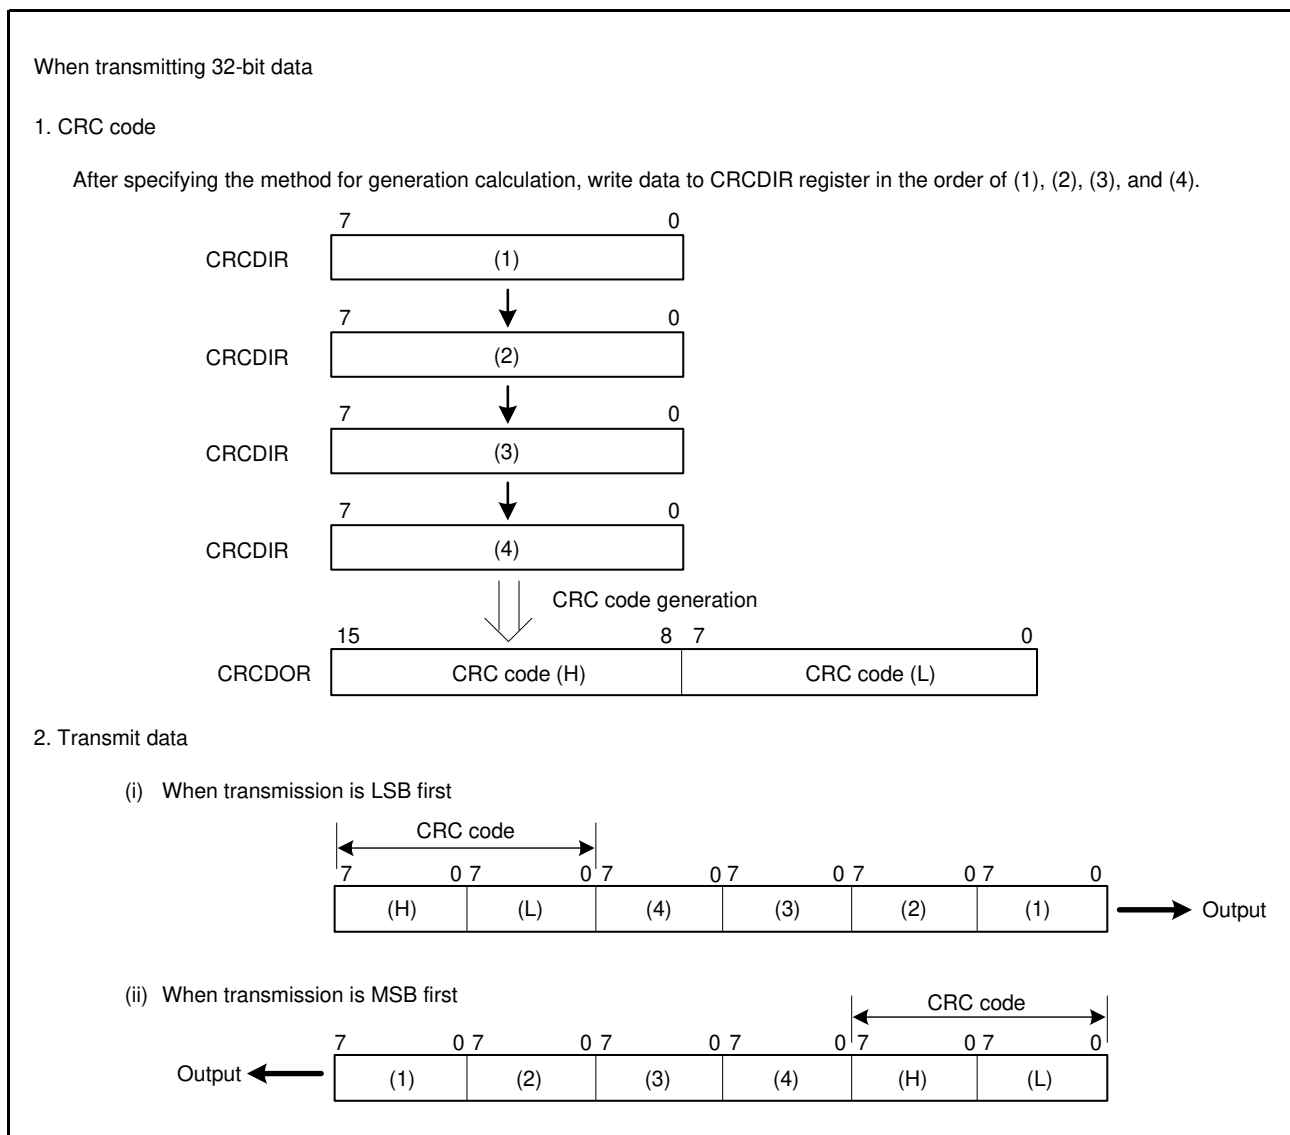 When transmitting 32-bit data
1. CRC code
After specifying the method for generation calculation, write data to CRCDIR register in the order of (1), (2), (3), and (4).
7 0
CRCDIR (1)
7 0
CRCDIR (2)
7 0
CRCDIR (3)
7 0
CRCDIR (4)
CRC code generation
15 8 7 0
CRCDOR CRC code (H) CRC code (L)
2. Transmit data
(i) When transmission is LSB first
CRC code
7 0 7 0 7 0 7 0 7 0 7 0
(H) (L) (4) (3) (2) (1) Output
(ii) When transmission is MSB first
CRC code
7 0 7 0 7 0 7 0 7 0 7 0
Output (1) (2) (3) (4) (H) (L)